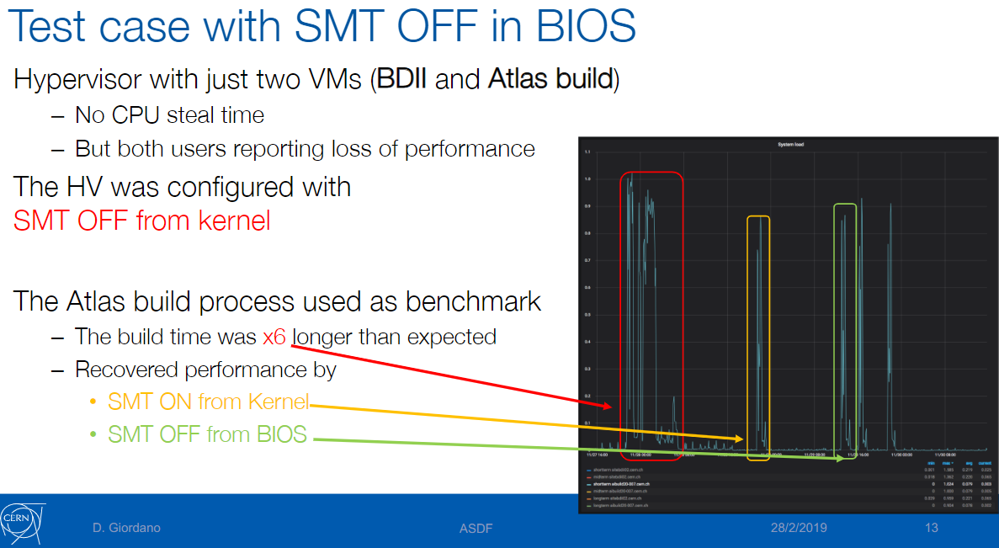 Test case with SMT OFF in BIOS
Hypervisor with just two VMs (BDII and Atlas build)
– No CPU steal time
– But both users reporting loss of performance
The HV was configured with
SMT OFF from kernel
The Atlas build process used as benchmark
– The build time was x6 longer than expected
– Recovered performance by
• SMT ON from Kernel
• SMT OFF from BIOS
System load
1.1
1.0
0.9
0.8
0.7
0.6
0.5
0.4
0.3
0.2
0.1
11/27 16:00 11/28 00:00 11/29 00:00 11/29 08:00 16:00 11/30 00:00 11/30 08:00
min max avg current
CERN
D. Giordano
ASDF
28/2/2019
13